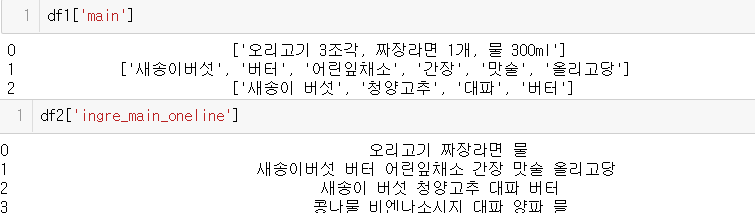 1 df1['main']
0 ['오리고기 3조각, 짜장라면 1개, 물 300ml']
1 ['새송이버섯', '버터', '어린잎채소', '간장', '맛술', '올리고당']
2 ['새송이 버섯', '청양고추', '대파', '버터']
1 df2['ingre_main_oneline']
0 오리고기 짜장라면 물
1 새송이버섯 버터 어린잎채소 간장 맛술 올리고당
2 새송이 버섯 청양고추 대파 버터
3 콩나물 비엔나소시지 대파 양파 물